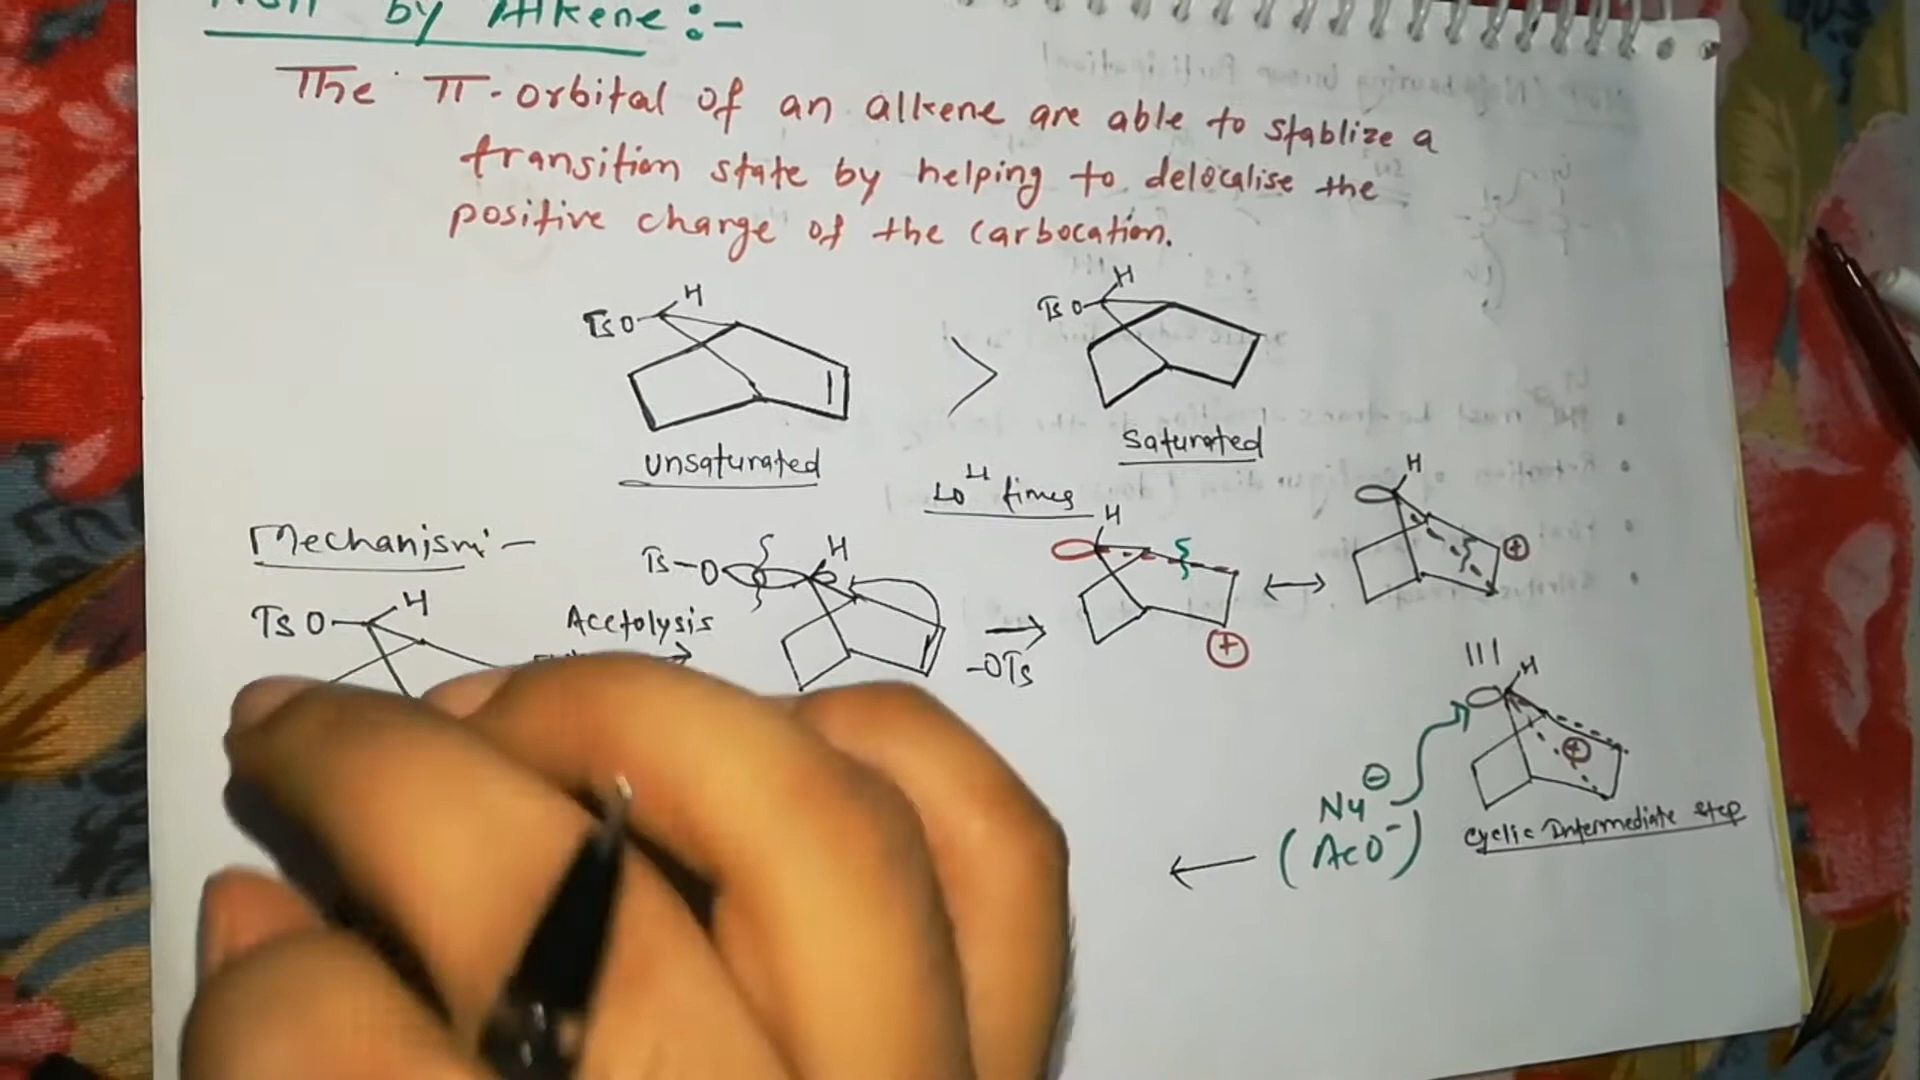 by Alkene:-
The π-orbital of an alkene are able to stablize a
transition state by helping to delocalise the
positive charge of the carbocation.
TsO H
>
TsO H
unsaturated
saturated
10⁴ times
Mechanism:-
TsO H
Acetolysis
Ts-O H
-OTs
H
⊕
↔
H
⊕
|||
H
⊕
Nu⊖
(AcO⁻)
Cyclic Intermediate Step